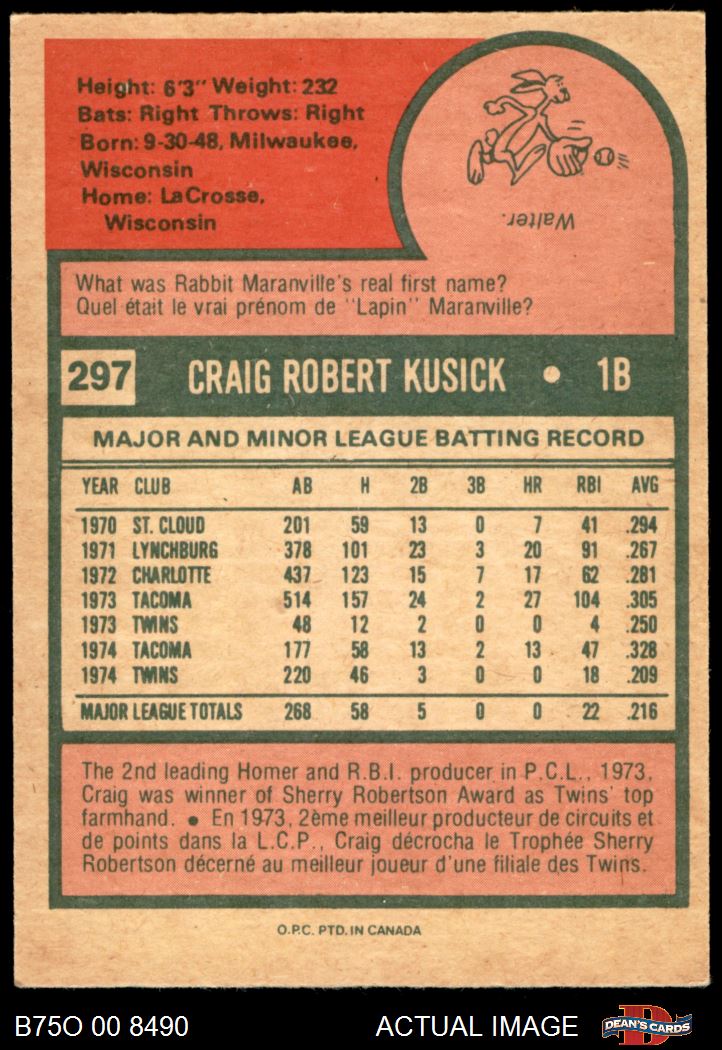 Height: 6'3" Weight: 232
Bats: Right Throws: Right
Born: 9-30-48, Milwaukee,
Wisconsin
Home: LaCrosse,
Wisconsin
Walter.
What was Rabbit Maranville's real first name?
Quel était le vrai prénom de "Lapin" Maranville?
297 CRAIG ROBERT KUSICK • 1B
MAJOR AND MINOR LEAGUE BATTING RECORD
YEAR CLUB AB H 2B 3B HR RBI AVG
1970 ST. CLOUD 201 59 13 0 7 41 .294
1971 LYNCHBURG 378 101 23 3 20 91 .267
1972 CHARLOTTE 437 123 15 7 17 62 .281
1973 TACOMA 514 157 24 2 27 104 .305
1973 TWINS 48 12 2 0 0 4 .250
1974 TACOMA 177 58 13 2 13 47 .328
1974 TWINS 220 46 3 0 0 18 .209
MAJOR LEAGUE TOTALS 268 58 5 0 0 22 .216
The 2nd leading Homer and R.B.I. producer in P.C.L., 1973,
Craig was winner of Sherry Robertson Award as Twins' top
farmhand. • En 1973, 2ème meilleur producteur de circuits et
de points dans la L.C.P., Craig décrocha le Trophée Sherry
Robertson décerné au meilleur joueur d'une filiale des Twins.
O.P.C. PTD. IN CANADA
B75O 00 8490 ACTUAL IMAGE D DEAN'S CARDS